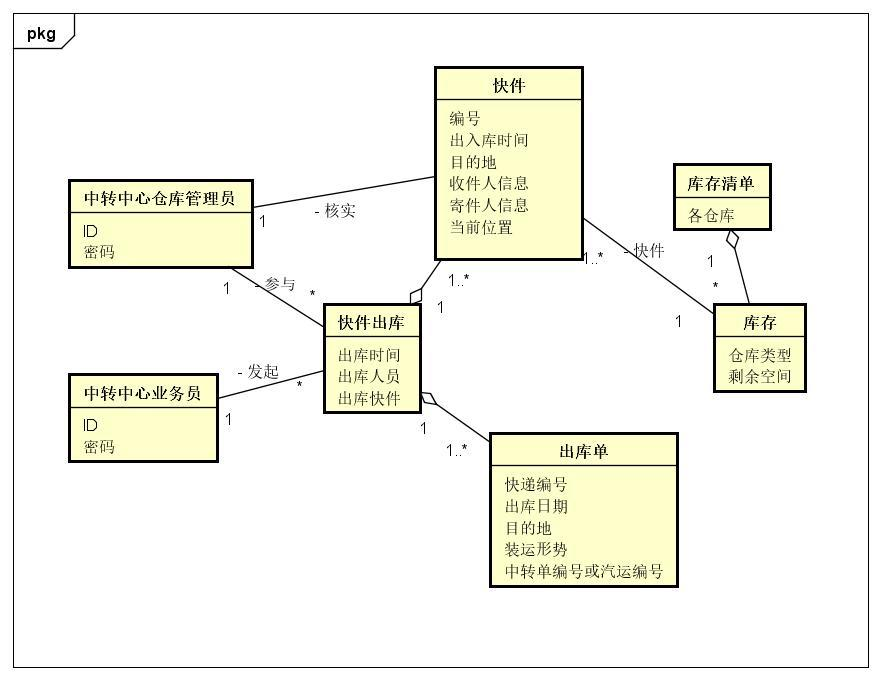 pkg
快件
编号
出入库时间
目的地
收件人信息
寄件人信息
当前位置
库存清单
各仓库
中转中心仓库管理员
ID
密码
1
- 核实
1..*
- 快件
1
*
1
1
- 参与
*
1..*
1
快件出库
出库时间
出库人员
出库快件
库存
仓库类型
剩余空间
中转中心业务员
ID
密码
- 发起
*
1
1
1..*
出库单
快递编号
出库日期
目的地
装运形势
中转单编号或汽运编号